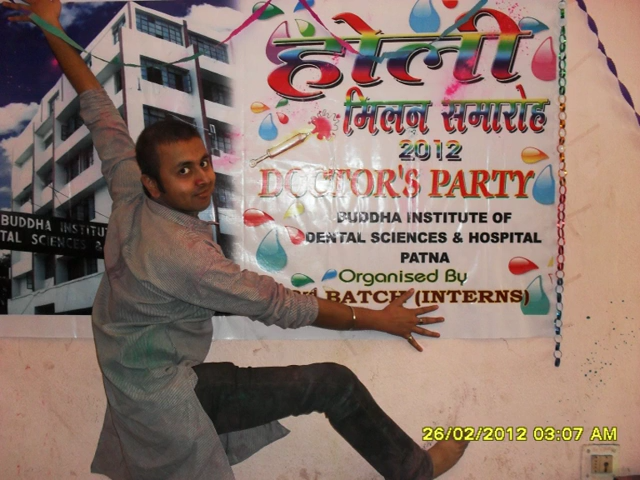 होली
मिलन समारोह
2012
DOCTOR'S PARTY
BUDDHA INSTITUTE OF
DENTAL SCIENCES & HOSPITAL
PATNA
Organised By
BATCH (INTERNS)
BUDDHA INSTITUTE
TAL SCIENCES &
26/02/2012 03:07 AM